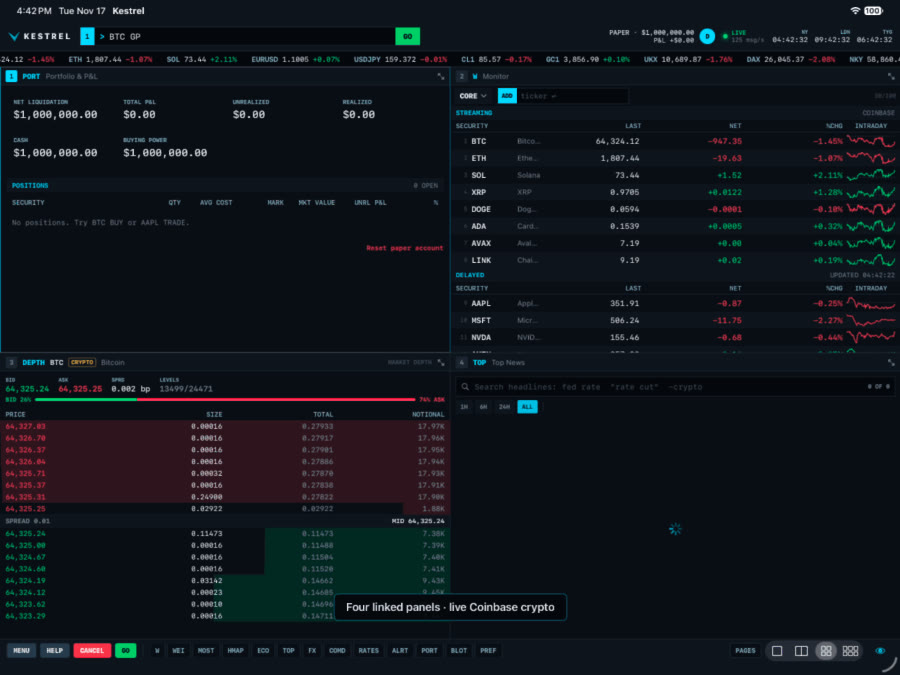 4:42 PM Tue Nov 17 Kestrel 100
KESTREL 1 > BTC GP GO PAPER · $1,000,000.00 P&L +$0.00 D LIVE 125 msg/s NY 04:42:32 LDN 09:42:32 TYO 06:42:32
24.12 -1.45% ETH 1,807.44 -1.07% SOL 73.44 +2.11% EURUSD 1.1805 +0.07% USDJPY 159.372 -0.01% CL1 85.57 -0.17% GC1 3,856.90 +0.10% UKX 10,689.87 -1.76% DAX 26,045.37 -2.08% NKY 58,860.4
1 PORT Portfolio & P&L
NET LIQUIDATION TOTAL P&L UNREALIZED REALIZED
$1,000,000.00 $0.00 $0.00 $0.00
CASH BUYING POWER
$1,000,000.00 $1,000,000.00
POSITIONS 0 OPEN
SECURITY QTY AVG COST MARK MKT VALUE UNRL P&L %
No positions. Try BTC BUY or AAPL TRADE.
Reset paper account
2 W Monitor
CORE ADD ticker
STREAMING COINBASE
SECURITY LAST NET %CHG INTRADAY
1 BTC Bitco… 64,324.12 -947.35 -1.45%
2 ETH Ethe… 1,807.44 -19.63 -1.07%
3 SOL Solana 73.44 +1.52 +2.11%
4 XRP XRP 0.9705 +0.0122 +1.28%
5 DOGE Dog… 0.0594 -0.0001 -0.18%
6 ADA Card… 0.1539 +0.0005 +0.32%
7 AVAX Aval… 7.19 +0.00 +0.04%
8 LINK Chai… 9.19 +0.02 +0.19%
DELAYED UPDATED 04:42:22
SECURITY LAST NET %CHG INTRADAY
9 AAPL Appl… 351.91 -0.87 -0.25%
10 MSFT Micr… 506.24 -11.75 -2.27%
11 NVDA NVID… 155.46 -0.68 -0.44%
3 DEPTH BTC CRYPTO Bitcoin MARKET DEPTH
BID ASK SPRD LEVELS
64,325.24 64,325.25 0.002 bp 13499/24471
BID 26% 74% ASK
PRICE SIZE TOTAL NOTIONAL
64,327.03 0.00016 0.27933 17.97K
64,326.70 0.00016 0.27917 17.96K
64,326.37 0.00016 0.27901 17.95K
64,326.04 0.00016 0.27886 17.94K
64,325.71 0.00032 0.27870 17.93K
64,325.37 0.00016 0.27838 17.91K
64,325.31 0.24900 0.27822 17.90K
64,325.25 0.02922 0.02922 1.88K
SPREAD 0.01 MID 64,325.24
64,325.24 0.11473 0.11473 7.38K
64,325.00 0.00016 0.11488 7.39K
64,324.67 0.00016 0.11504 7.40K
64,324.60 0.00016 0.11520 7.41K
64,324.19 0.03142 0.14662 9.43K
64,324.12 0.00023 0.14685 9.45K
64,323.62 0.00010 0.14696
64,323.29 0.00016 0.14711
4 TOP Top News
Search headlines: fed rate "rate cut" -crypto 0 OF 0
1H 6H 24H ALL
Four linked panels · live Coinbase crypto
MENU HELP CANCEL GO W WEI MOST HMAP ECO TOP FX COMD RATES ALRT PORT BLOT PREF PAGES